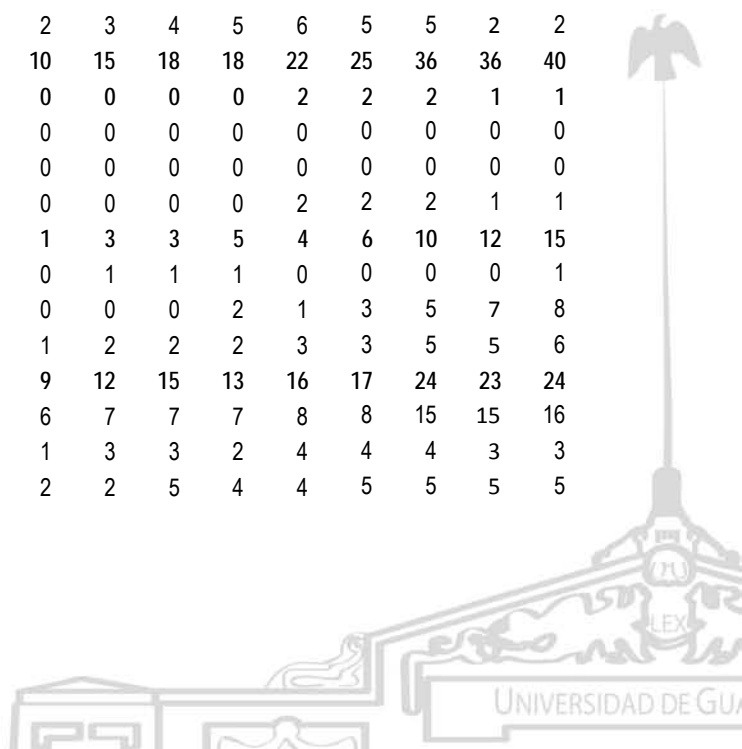 2 3 4 5 6 5 5 2 2
10 15 18 18 22 25 36 36 40
0 0 0 0 2 2 2 1 1
0 0 0 0 0 0 0 0 0
0 0 0 0 0 0 0 0 0
0 0 0 0 2 2 2 1 1
1 3 3 5 4 6 10 12 15
0 1 1 1 0 0 0 0 1
0 0 0 2 1 3 5 7 8
1 2 2 2 3 3 5 5 6
9 12 15 13 16 17 24 23 24
6 7 7 7 8 8 15 15 16
1 3 3 2 4 4 4 3 3
2 2 5 4 4 5 5 5 5
LEX
UNIVERSIDAD DE GUA